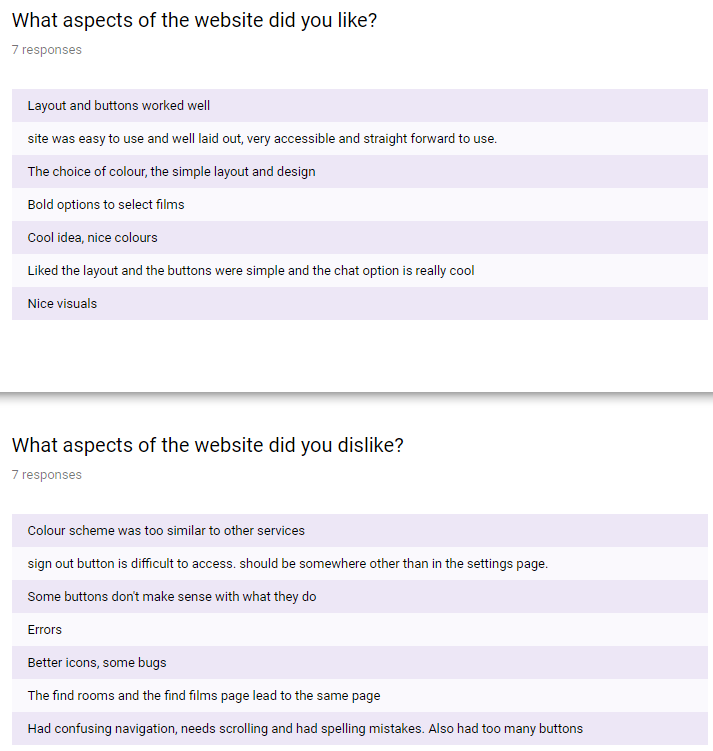 What aspects of the website did you like?
7 responses
Layout and buttons worked well
site was easy to use and well laid out, very accessible and straight forward to use.
The choice of colour, the simple layout and design
Bold options to select films
Cool idea, nice colours
Liked the layout and the buttons were simple and the chat option is really cool
Nice visuals
What aspects of the website did you dislike?
7 responses
Colour scheme was too similar to other services
sign out button is difficult to access. should be somewhere other than in the settings page.
Some buttons don't make sense with what they do
Errors
Better icons, some bugs
The find rooms and the find films page lead to the same page
Had confusing navigation, needs scrolling and had spelling mistakes. Also had too many buttons